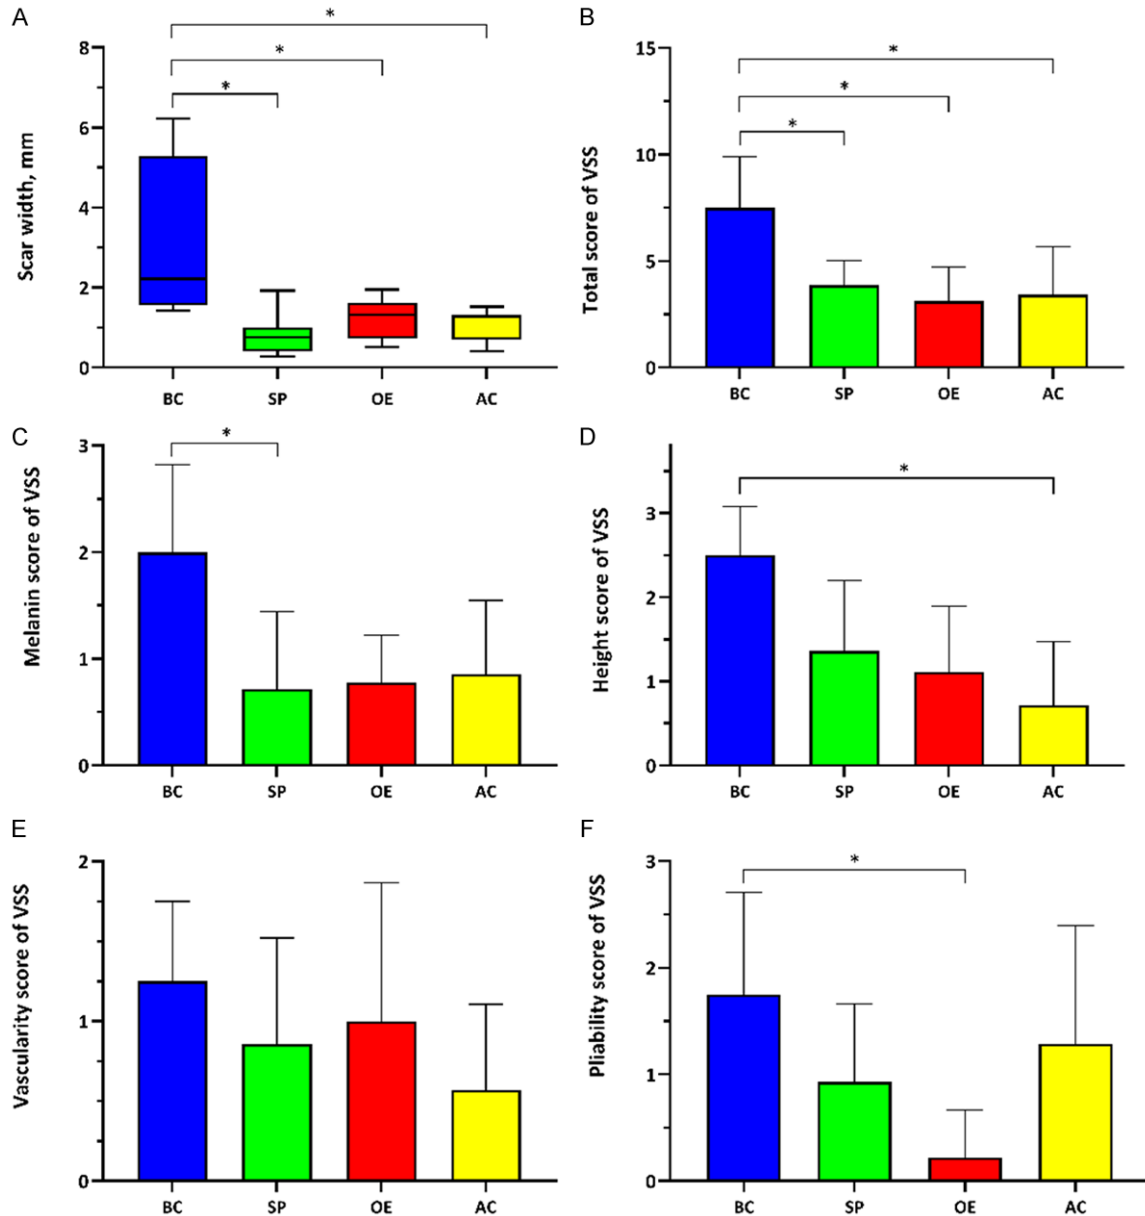 A
B
*
*
*
8
6
4
2
0
Scar width, mm
BC
SP
OE
AC
*
*
*
15
10
5
0
Total score of VSS
BC
SP
OE
AC
C
D
*
3
2
1
0
Melanin score of VSS
BC
SP
OE
AC
*
3
2
1
0
Height score of VSS
BC
SP
OE
AC
E
F
2
1
0
Vascularity score of VSS
BC
SP
OE
AC
*
3
2
1
0
Pliability score of VSS
BC
SP
OE
AC